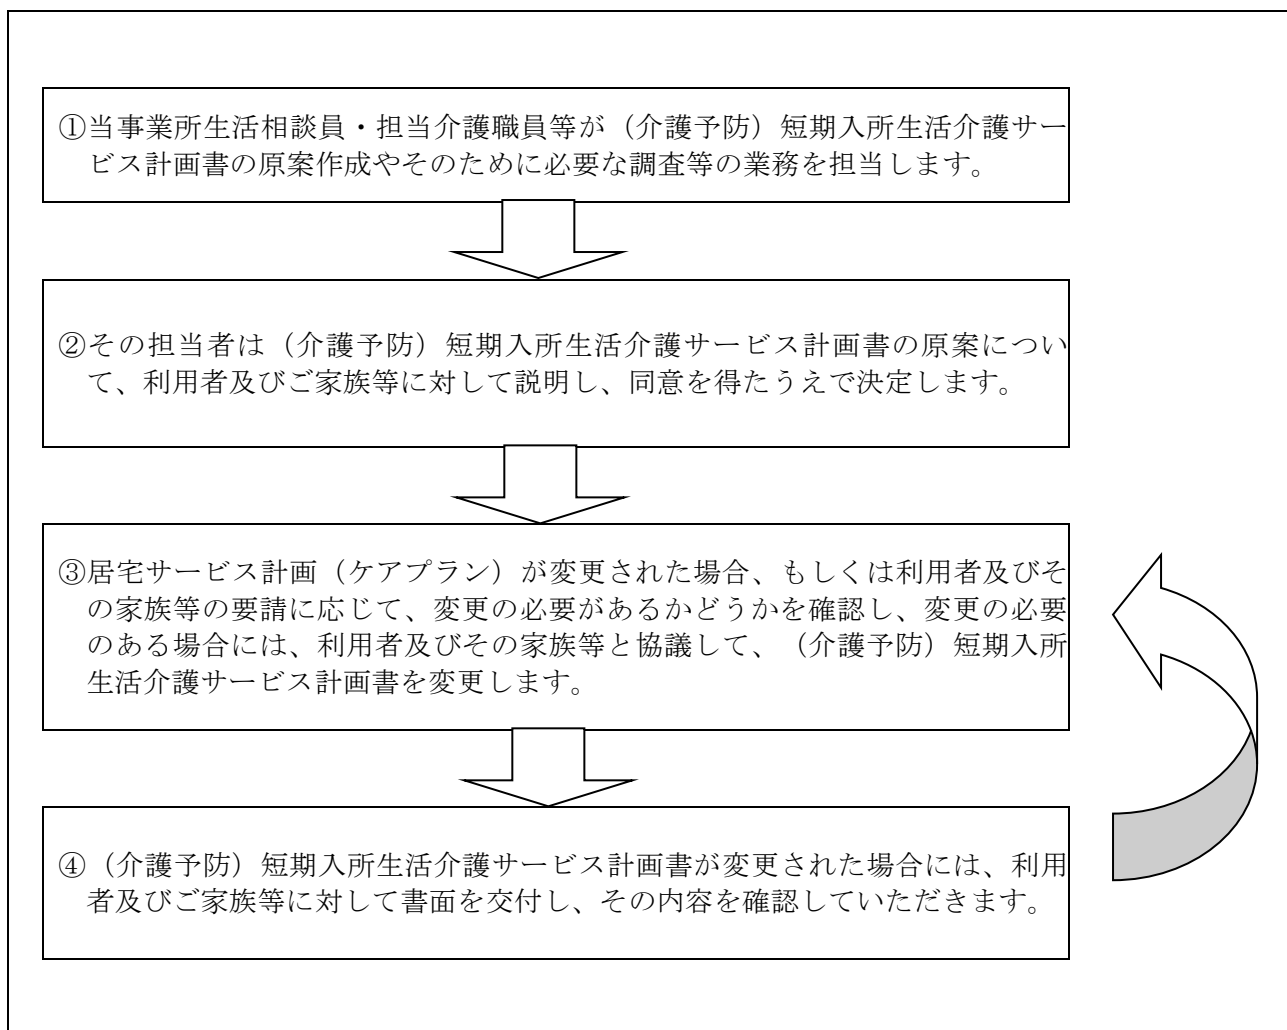 ①当事業所生活相談員・担当介護職員等が（介護予防）短期入所生活介護サー
ビス計画書の原案作成やそのために必要な調査等の業務を担当します。
②その担当者は（介護予防）短期入所生活介護サービス計画書の原案につい
て、利用者及びご家族等に対して説明し、同意を得たうえで決定します。
③居宅サービス計画（ケアプラン）が変更された場合、もしくは利用者及びそ
の家族等の要請に応じて、変更の必要があるかどうかを確認し、変更の必要
のある場合には、利用者及びその家族等と協議して、（介護予防）短期入所
生活介護サービス計画書を変更します。
④（介護予防）短期入所生活介護サービス計画書が変更された場合には、利用
者及びご家族等に対して書面を交付し、その内容を確認していただきます。